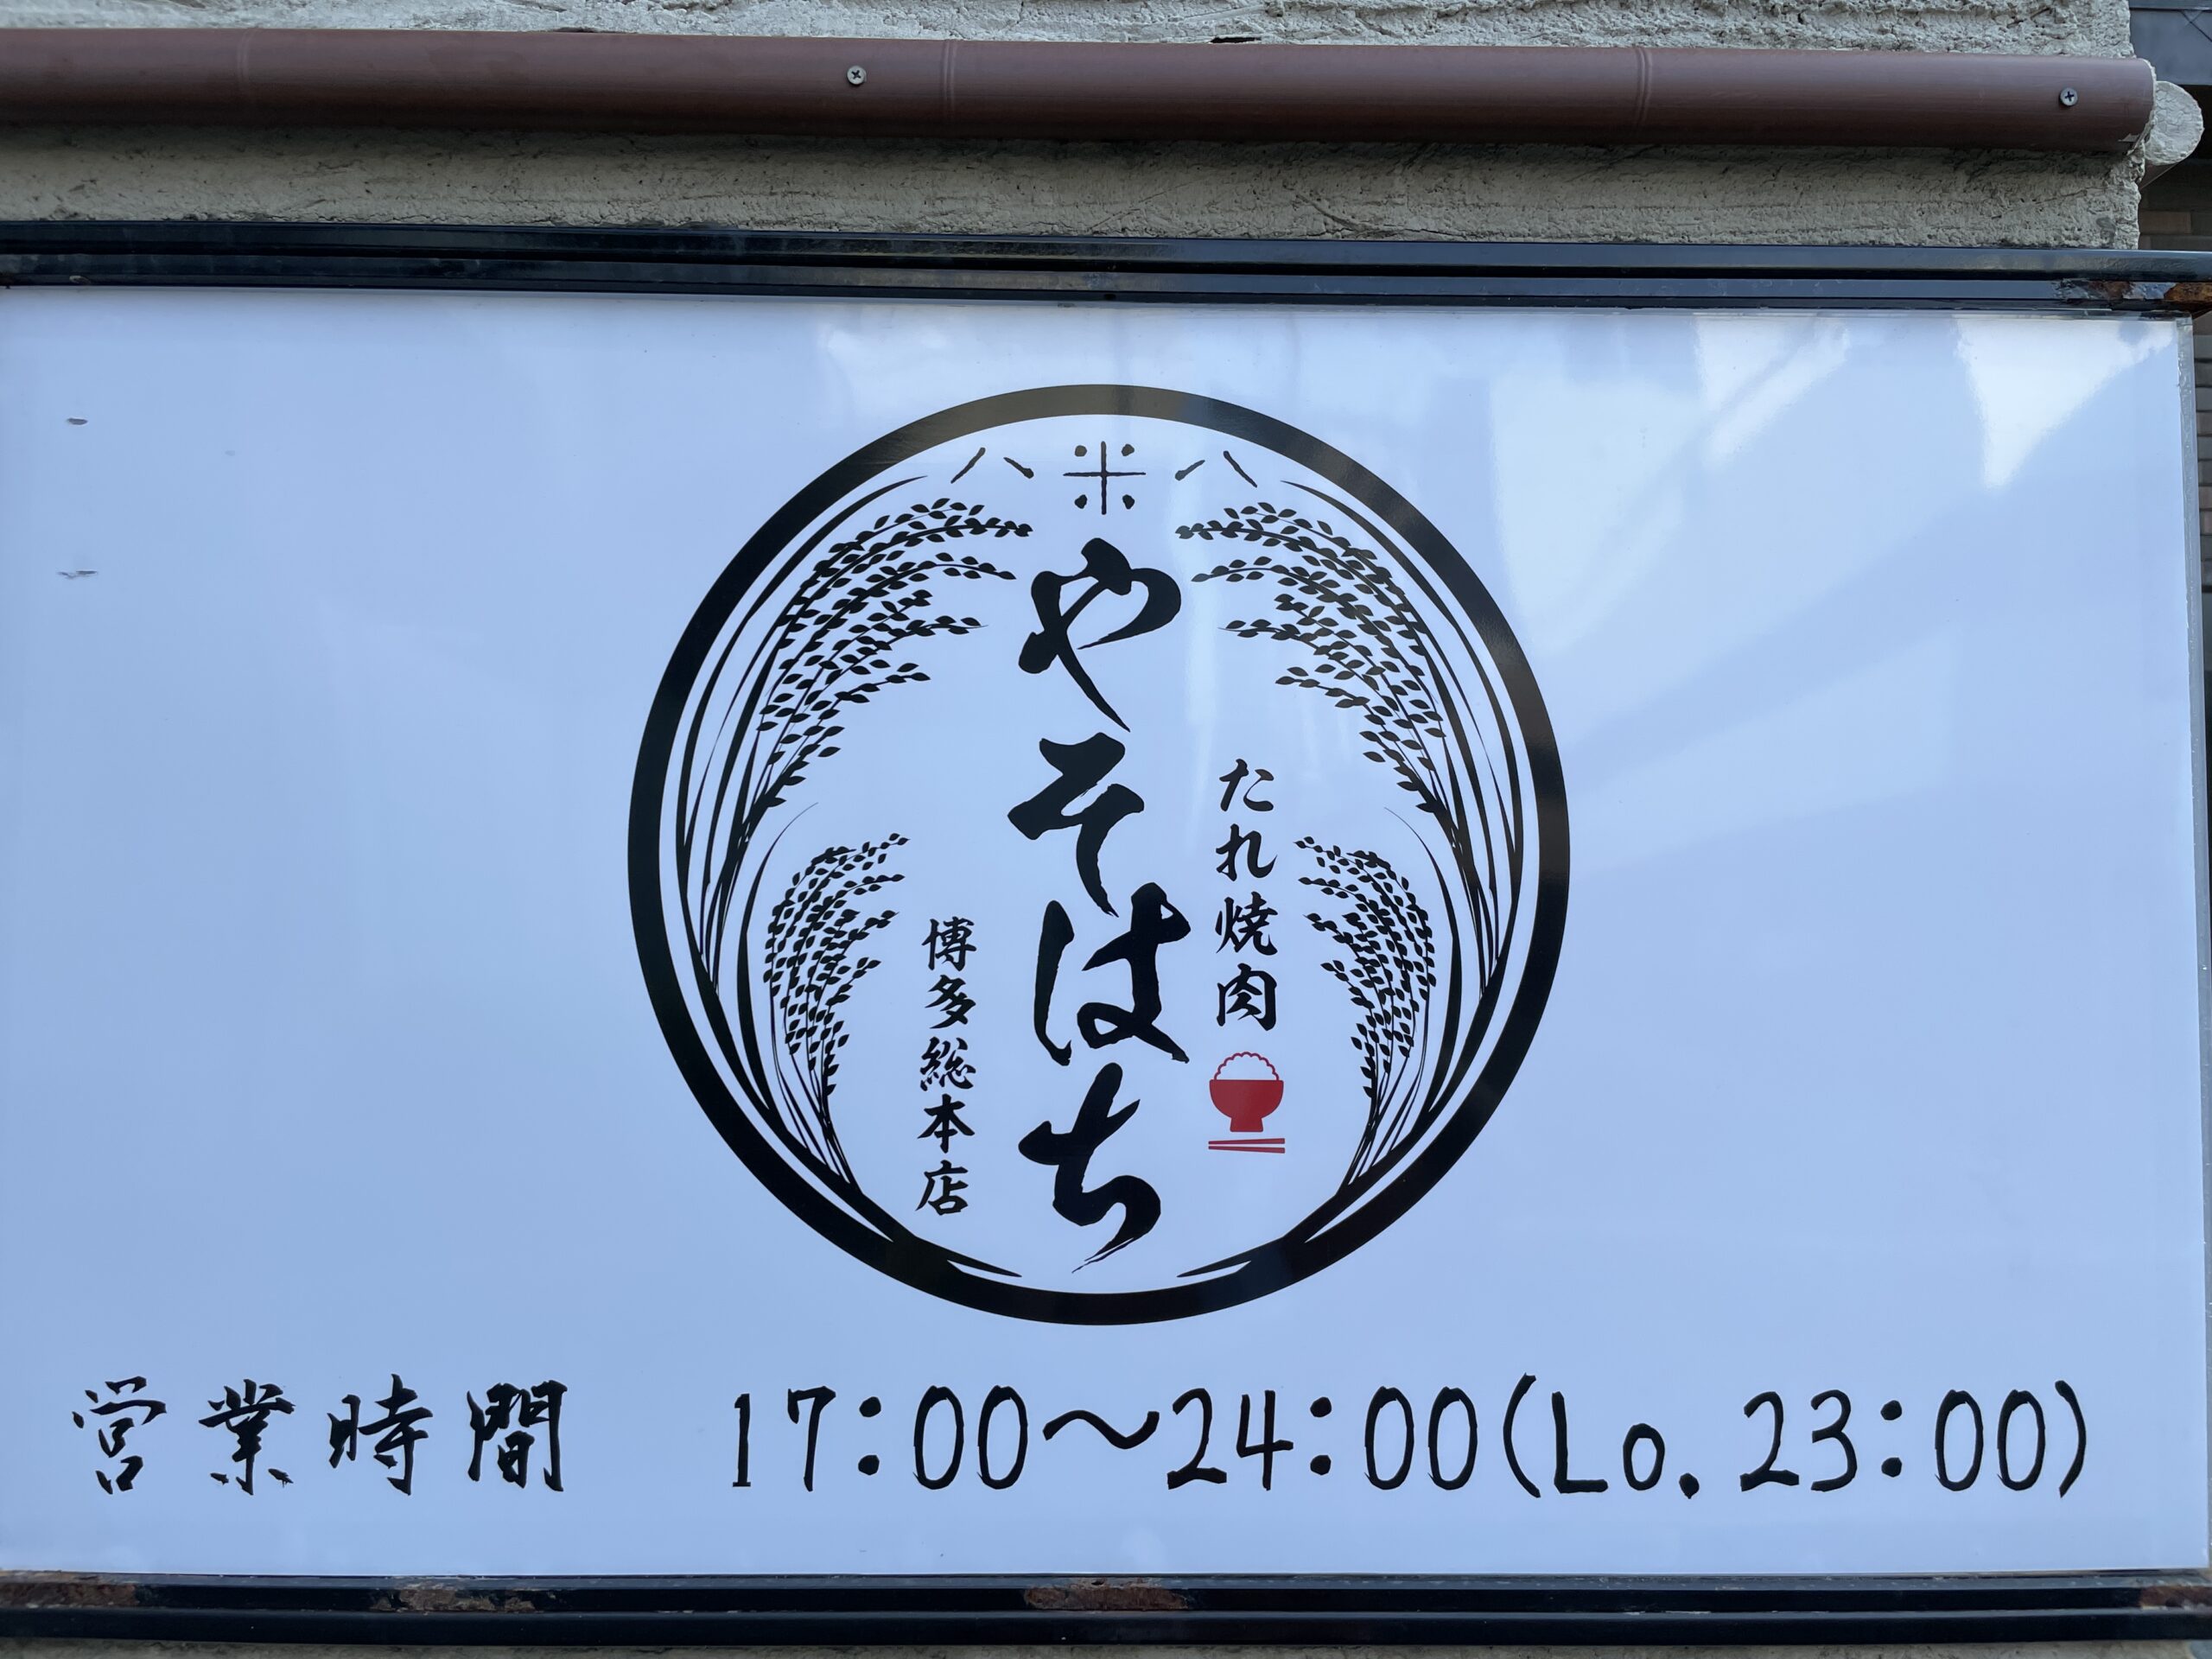 八米八
たれ焼肉
やそはち
博多総本店
営業時間 17:00～24:00(Lo. 23:00)